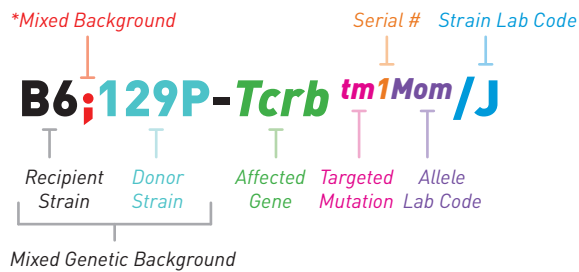 *Mixed Background
Serial # Strain Lab Code
B6;129P-Tcrb tm1Mom/J
Recipient Strain
Donor Strain
Affected Gene
Targeted Mutation
Allele Lab Code
Mixed Genetic Background